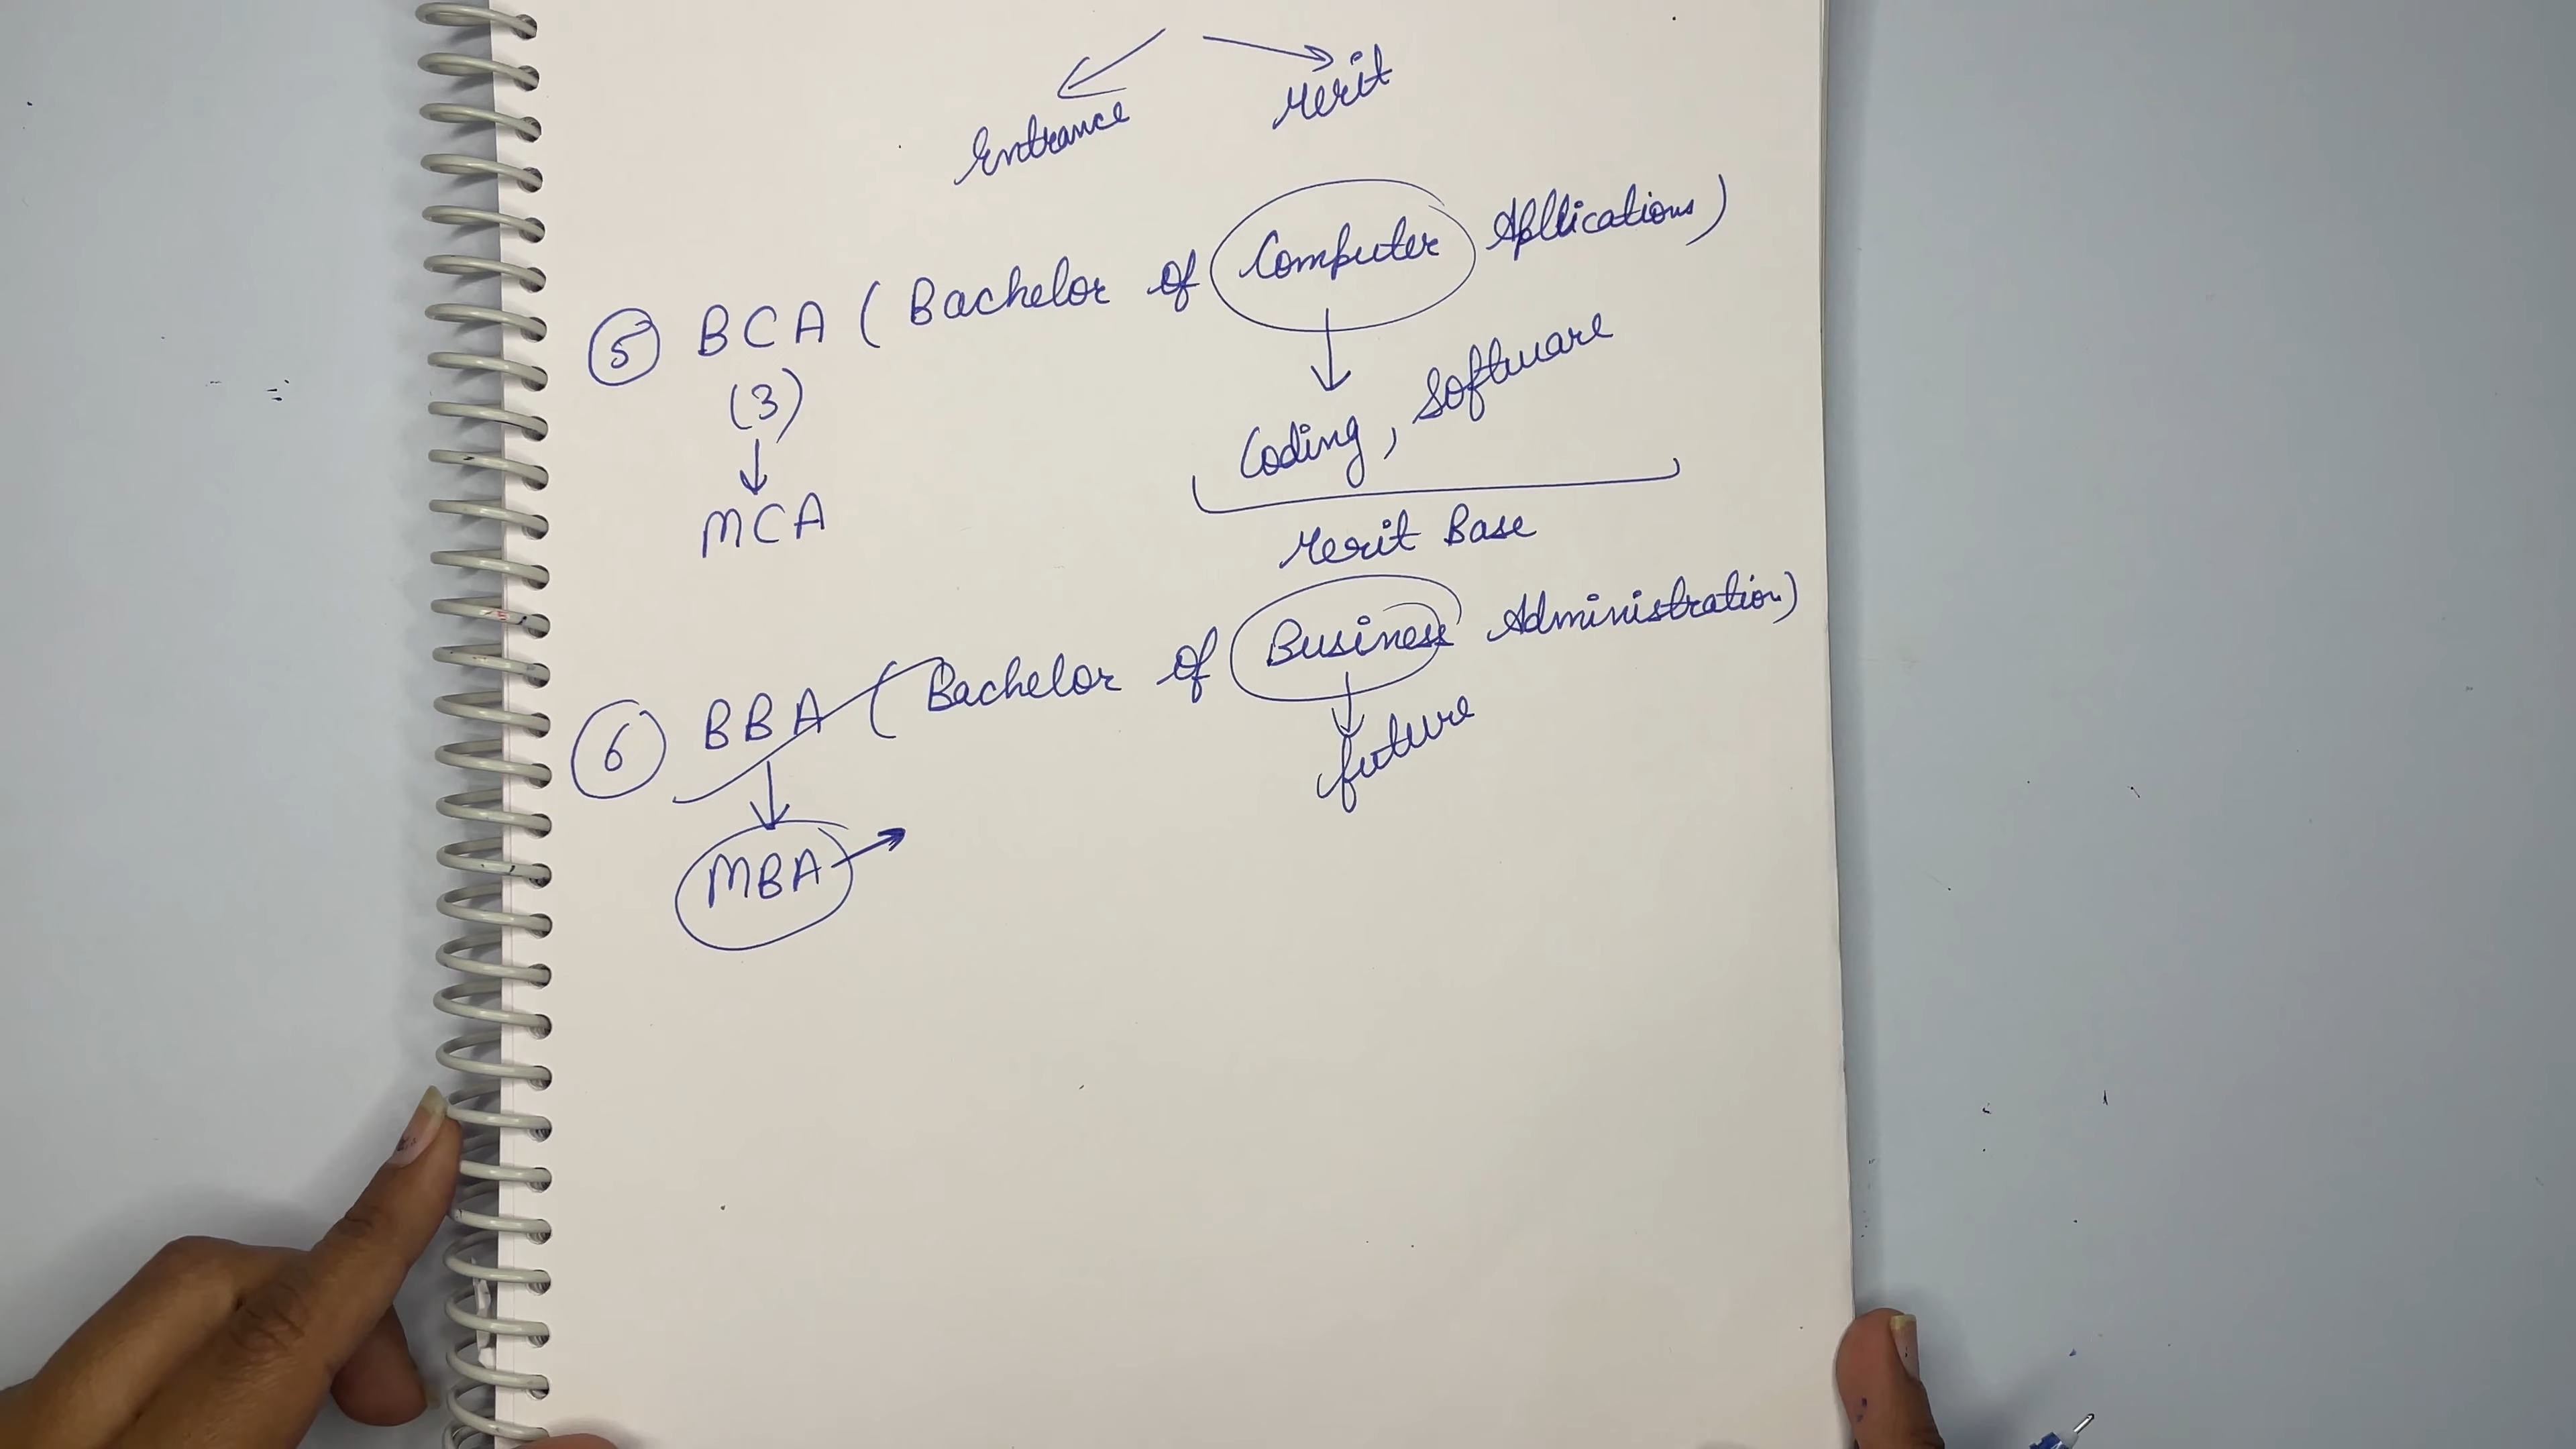 Entrance Merit
5 BCA (Bachelor of Computer Applications)
(3)
Coding, Software
MCA
Merit Base
6 BBA (Bachelor of Business Administration)
future
MBA